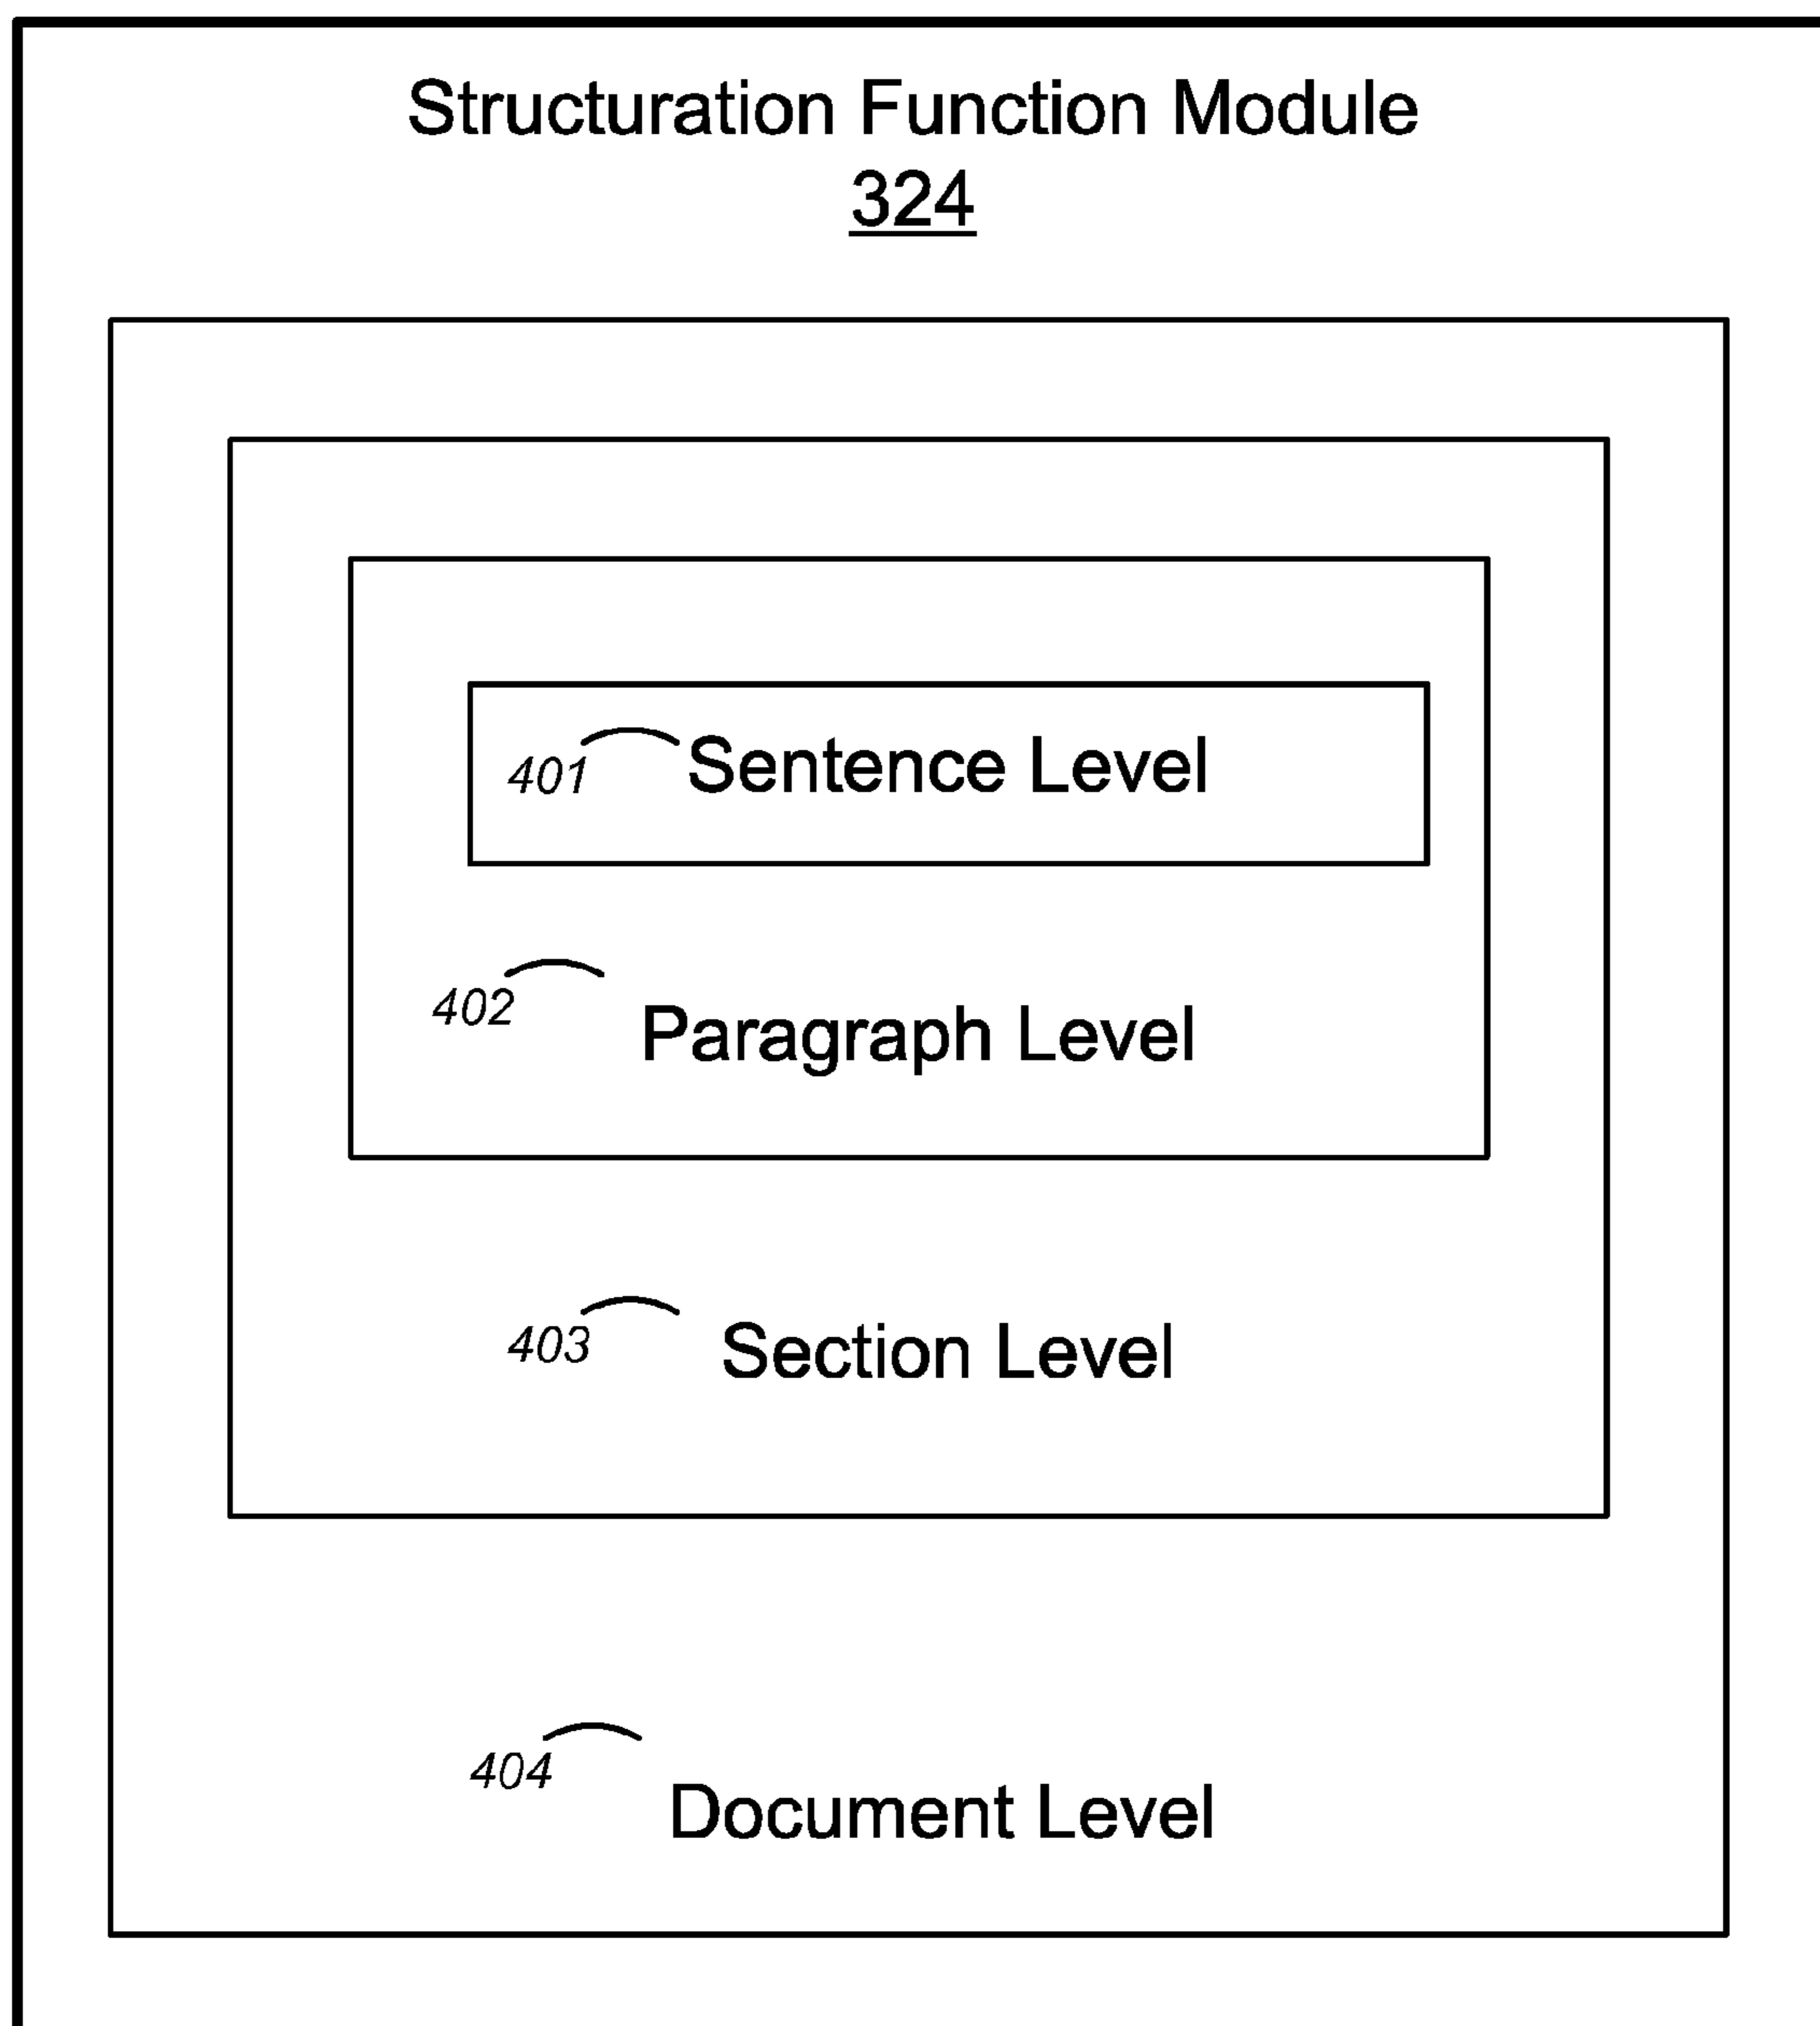 Structuration Function Module
324
401 Sentence Level
402
Paragraph Level
403 Section Level
404
Document Level